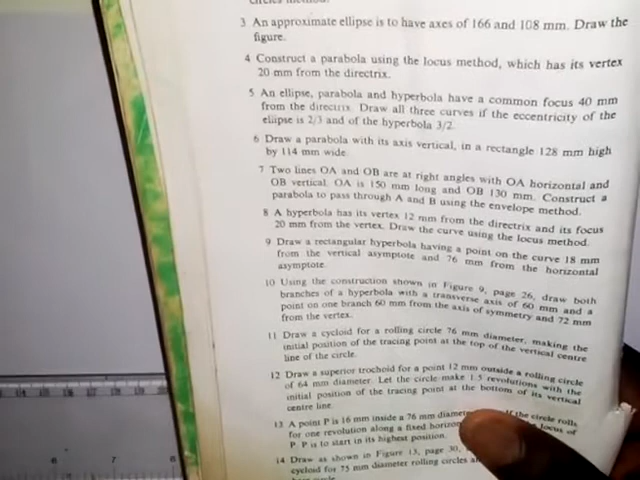 3 An approximate ellipse is to have axes of 166 and 108 mm. Draw the
figure.
4 Construct a parabola using the locus method, which has its vertex
20 mm from the directrix.
5 An ellipse, parabola and hyperbola have a common focus 40 mm
from the directrix. Draw all three curves if the eccentricity of the
ellipse is 2/3 and of the hyperbola 3/2.
6 Draw a parabola with its axis vertical, in a rectangle 128 mm high
by 114 mm wide.
7 Two lines OA and OB are at right angles with OA horizontal and
OB vertical. OA is 150 mm long and OB 130 mm. Construct a
parabola to pass through A and B using the envelope method.
8 A hyperbola has its vertex 12 mm from the directrix and its focus
20 mm from the vertex. Draw the curve using the locus method.
9 Draw a rectangular hyperbola having a point on the curve 18 mm
from the vertical asymptote and 76 mm from the horizontal
asymptote.
10 Using the construction shown in Figure 9, page 26, draw both
branches of a hyperbola with a transverse axis of 60 mm and a
point on one branch 60 mm from the axis of symmetry and 72 mm
from the vertex.
11 Draw a cycloid for a rolling circle 76 mm diameter, making the
initial position of the tracing point at the top of the vertical centre
line of the circle.
12 Draw a superior trochoid for a point 12 mm outside a rolling circle
of 64 mm diameter. Let the circle make 1.5 revolutions with the
initial position of the tracing point at the bottom of its vertical
centre line.
13 A point P is 16 mm inside a 76 mm the circle rolls
for one revolution along a fixed locus of
P. P is to start in its highest position.
14 Draw as shown in Figure 13, page 30,
cycloid for 75 mm diameter rolling circles